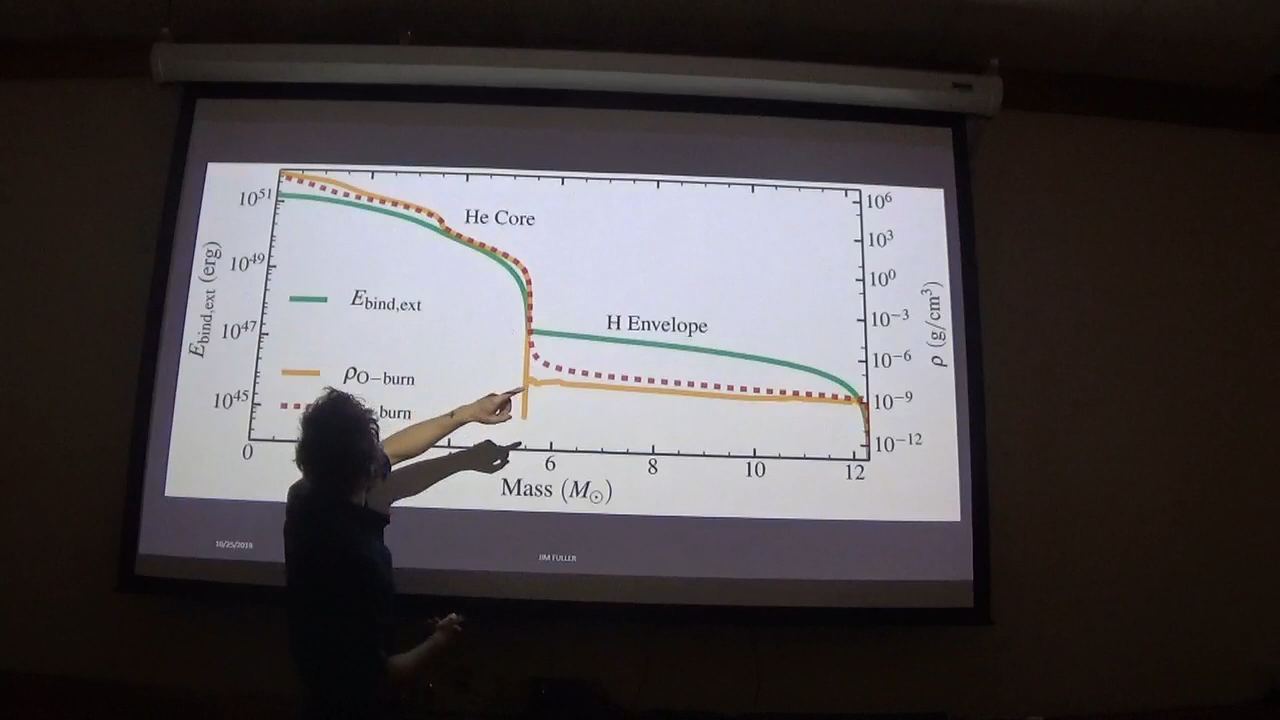 He Core
H Envelope
E_bind,ext
ρ_O−burn
burn
E_bind,ext (erg)
10^51
10^49
10^47
10^45
10^6
10^3
10^0
10^−3
10^−6
10^−9
10^−12
ρ (g/cm^3)
0 6 8 10 12
Mass (M_⊙)
10/25/2019
JIM FULLER